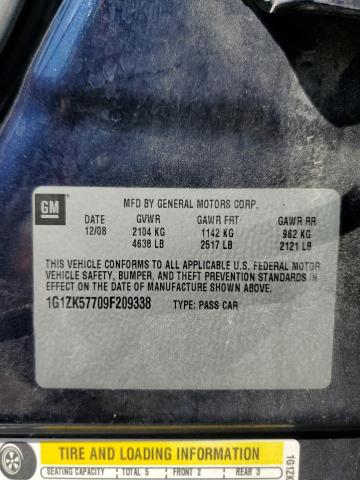 GM
MFD BY GENERAL MOTORS CORP.
DATE GVWR GAWR FRT GAWR RR
12/08 2104 KG 1142 KG 962 KG
4638 LB 2517 LB 2121 LB
THIS VEHICLE CONFORMS TO ALL APPLICABLE U.S. FEDERAL MOTOR
VEHICLE SAFETY, BUMPER, AND THEFT PREVENTION STANDARDS IN
EFFECT ON THE DATE OF MANUFACTURE SHOWN ABOVE.
1G1ZK57709F209338 TYPE: PASS CAR
TIRE AND LOADING INFORMATION
SEATING CAPACITY TOTAL 5 FRONT 2 REAR 3
1G1ZK